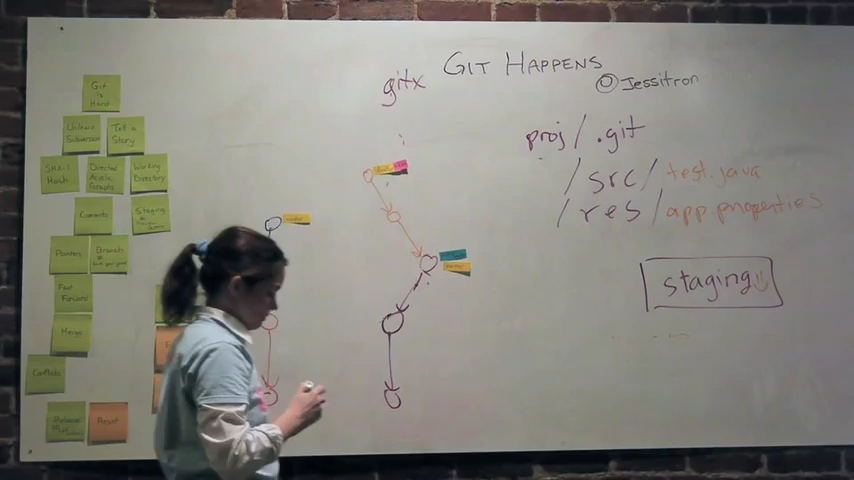 GIT HAPPENS
@Jessitron
gitx
proj/.git
/src/test.java
/res/app.properties
staging
Git
is
Hard
Unlearn
Subversion
Tell a
Story
SHA-1
Hash
Directed
Acyclic
Graphs
Working
Directory
Commits
Staging
Pointers
Branch
Fast
Forward
Merge
Conflicts
Rebase
Reset